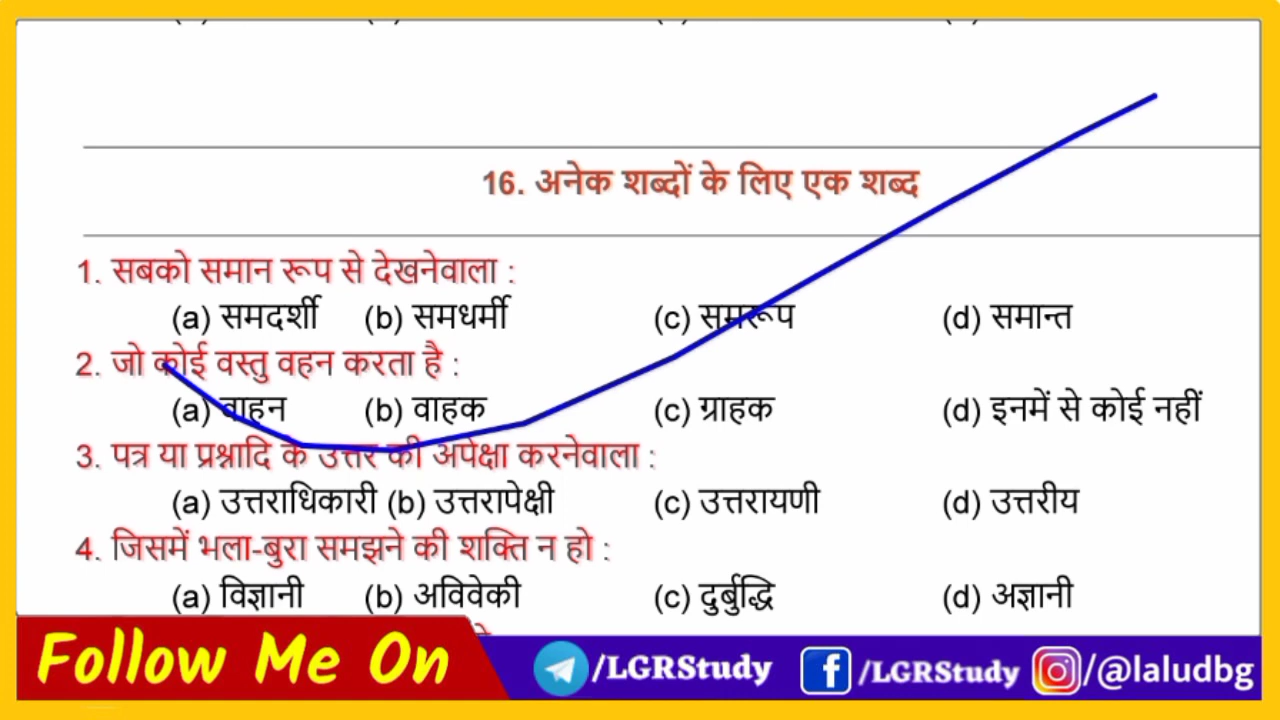 16. अनेक शब्दों के लिए एक शब्द
1. सबको समान रूप से देखनेवाला :
(a) समदर्शी (b) समधर्मी (c) समरूप (d) समान्त
2. जो कोई वस्तु वहन करता है :
(a) वाहन (b) वाहक (c) ग्राहक (d) इनमें से कोई नहीं
3. पत्र या प्रश्नादि के उत्तर की अपेक्षा करनेवाला :
(a) उत्तराधिकारी (b) उत्तरापेक्षी (c) उत्तरायणी (d) उत्तरीय
4. जिसमें भला-बुरा समझने की शक्ति न हो :
(a) विज्ञानी (b) अविवेकी (c) दुर्बुद्धि (d) अज्ञानी
Follow Me On /LGRStudy /LGRStudy /@laludbg